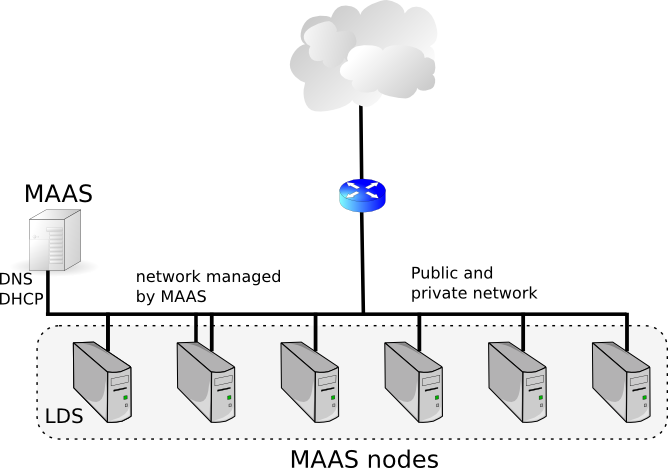 MAAS
DNS
DHCP
network managed
by MAAS
Public and
private network
LDS
MAAS nodes